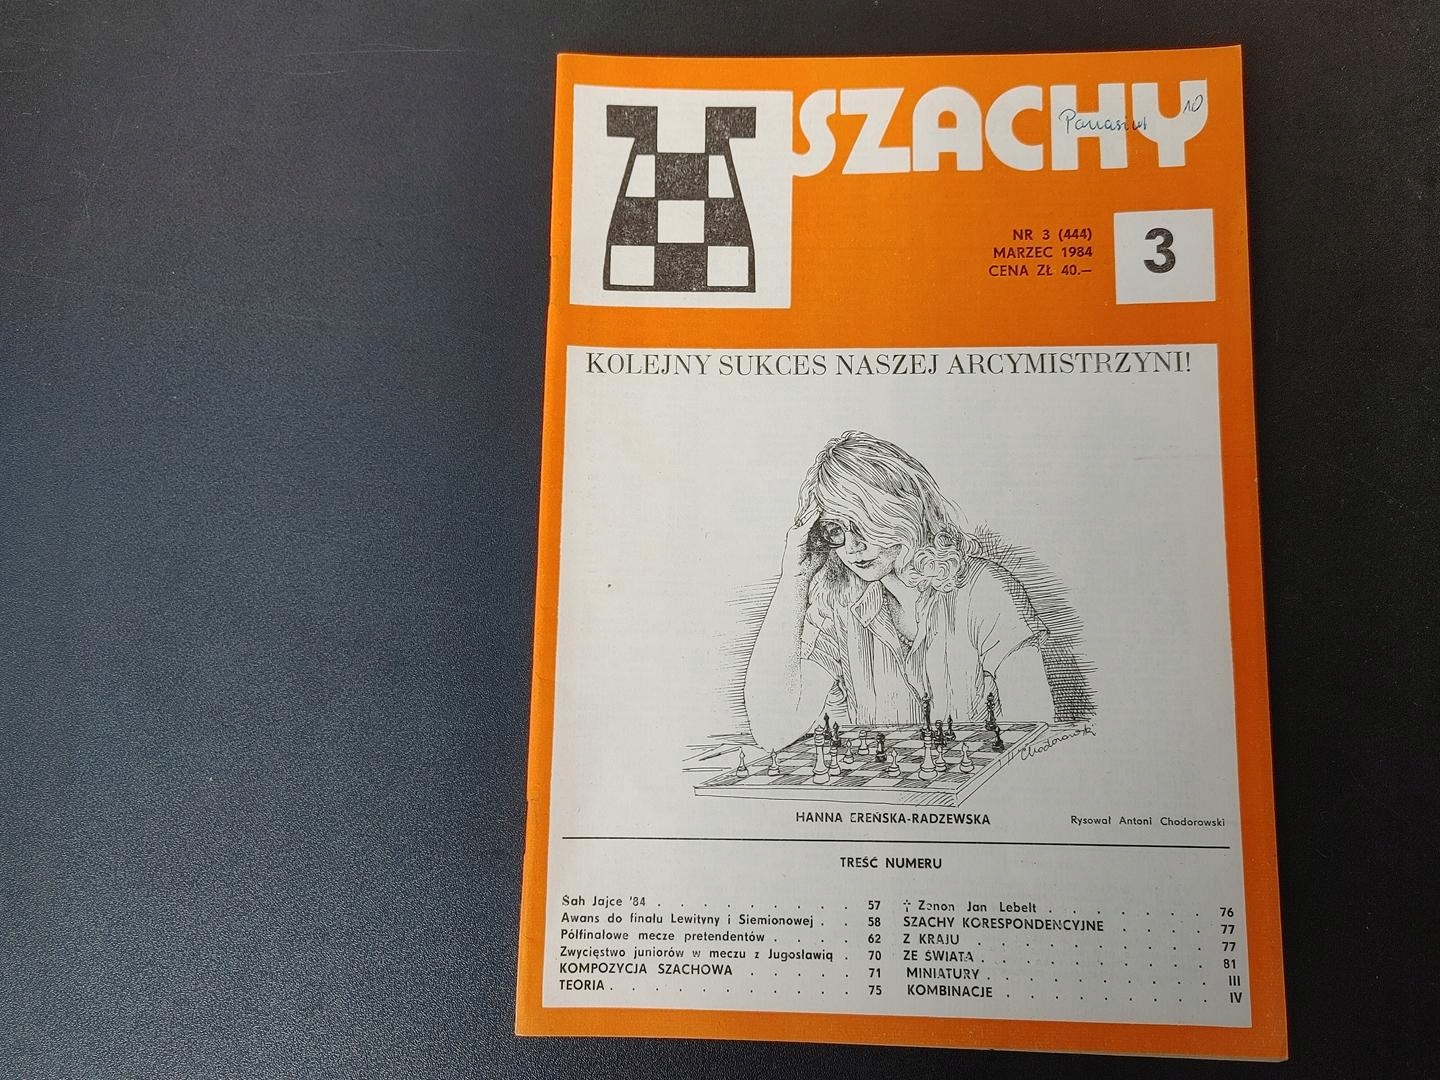 SZACHY
10
NR 3 (444)
MARZEC 1984
CENA ZŁ 40.—
3
KOLEJNY SUKCES NASZEJ ARCYMISTRZYNI!
Chodorowski
HANNA EREŃSKA-RADZEWSKA
Rysował Antoni Chodorowski
TREŚĆ NUMERU
Šah Jajce '84 . . . . . . . . . 57
Awans do finału Lewityny i Siemionowej . . 58
Półfinałowe mecze pretendentów . . . . 62
Zwycięstwo juniorów w meczu z Jugosławią . 70
KOMPOZYCJA SZACHOWA . . . . . 71
TEORIA . . . . . . . . . . . 75
† Zenon Jan Lebelt . . . . . . . 76
SZACHY KORESPONDENCYJNE . . . . 77
Z KRAJU . . . . . . . . . . . 77
ZE ŚWIATA . . . . . . . . . . 81
MINIATURY . . . . . . . . . . III
KOMBINACJE . . . . . . . . . IV